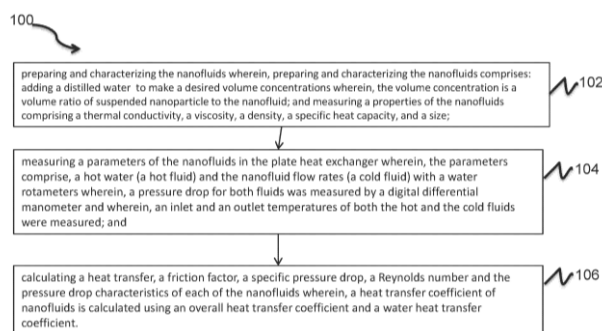 100
preparing and characterizing the nanofluids wherein, preparing and characterizing the nanofluids comprises:
adding a distilled water to make a desired volume concentrations wherein, the volume concentration is a
volume ratio of suspended nanoparticle to the nanofluid; and measuring a properties of the nanofluids
comprising a thermal conductivity, a viscosity, a density, a specific heat capacity, and a size;
102
measuring a parameters of the nanofluids in the plate heat exchanger wherein, the parameters
comprise, a hot water (a hot fluid) and the nanofluid flow rates (a cold fluid) with a water
rotameters wherein, a pressure drop for both fluids was measured by a digital differential
manometer and wherein, an inlet and an outlet temperatures of both the hot and the cold fluids
were measured; and
104
calculating a heat transfer, a friction factor, a specific pressure drop, a Reynolds number and the
pressure drop characteristics of each of the nanofluids wherein, a heat transfer coefficient of
nanofluids is calculated using an overall heat transfer coefficient and a water heat transfer
coefficient.
106